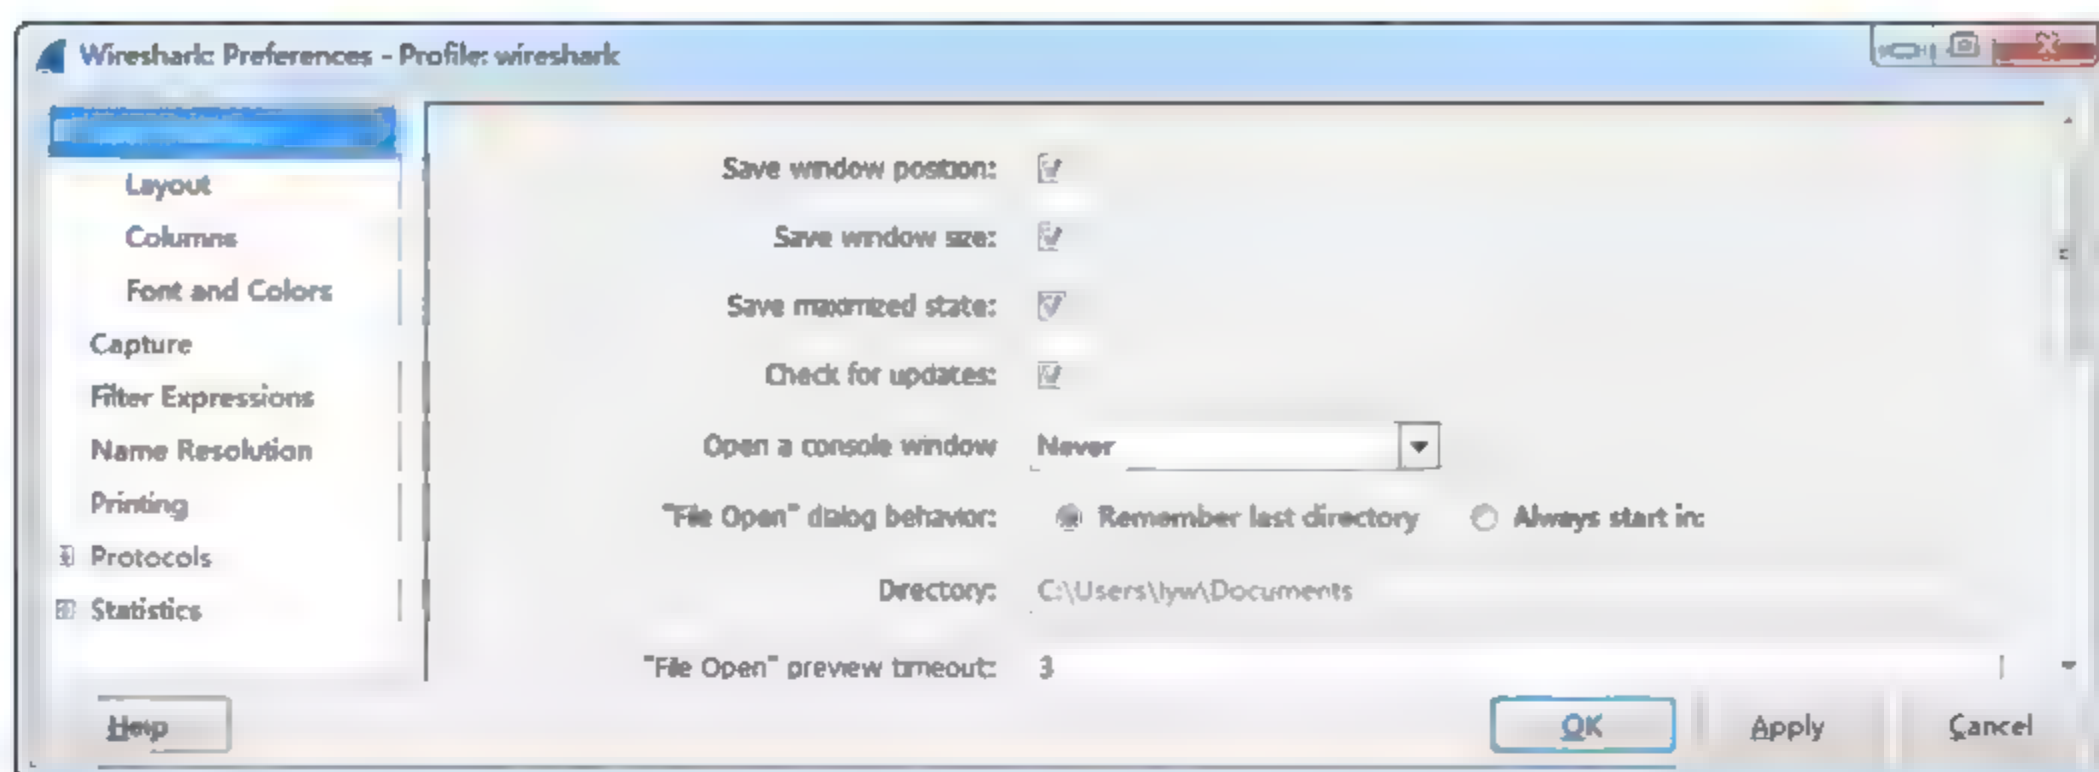 Wireshark: Preferences - Profile: wireshark
Layout
Columns
Font and Colors
Capture
Filter Expressions
Name Resolution
Printing
Protocols
Statistics
Save window position:
Save window size:
Save maximized state:
Check for updates:
Open a console window Never
"File Open" dialog behavior: Remember last directory Always start in:
Directory: C:\Users\lyw\Documents
"File Open" preview timeout: 3
Help OK Apply Cancel